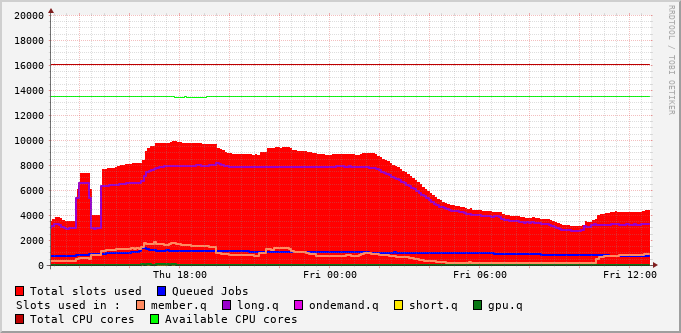 20000
18000
16000
14000
12000
10000
8000
6000
4000
2000
0
Thu 18:00 Fri 00:00 Fri 06:00 Fri 12:00
RRDTOOL / TOBI OETIKER
Total slots used Queued Jobs
Slots used in : member.q long.q ondemand.q short.q gpu.q
Total CPU cores Available CPU cores